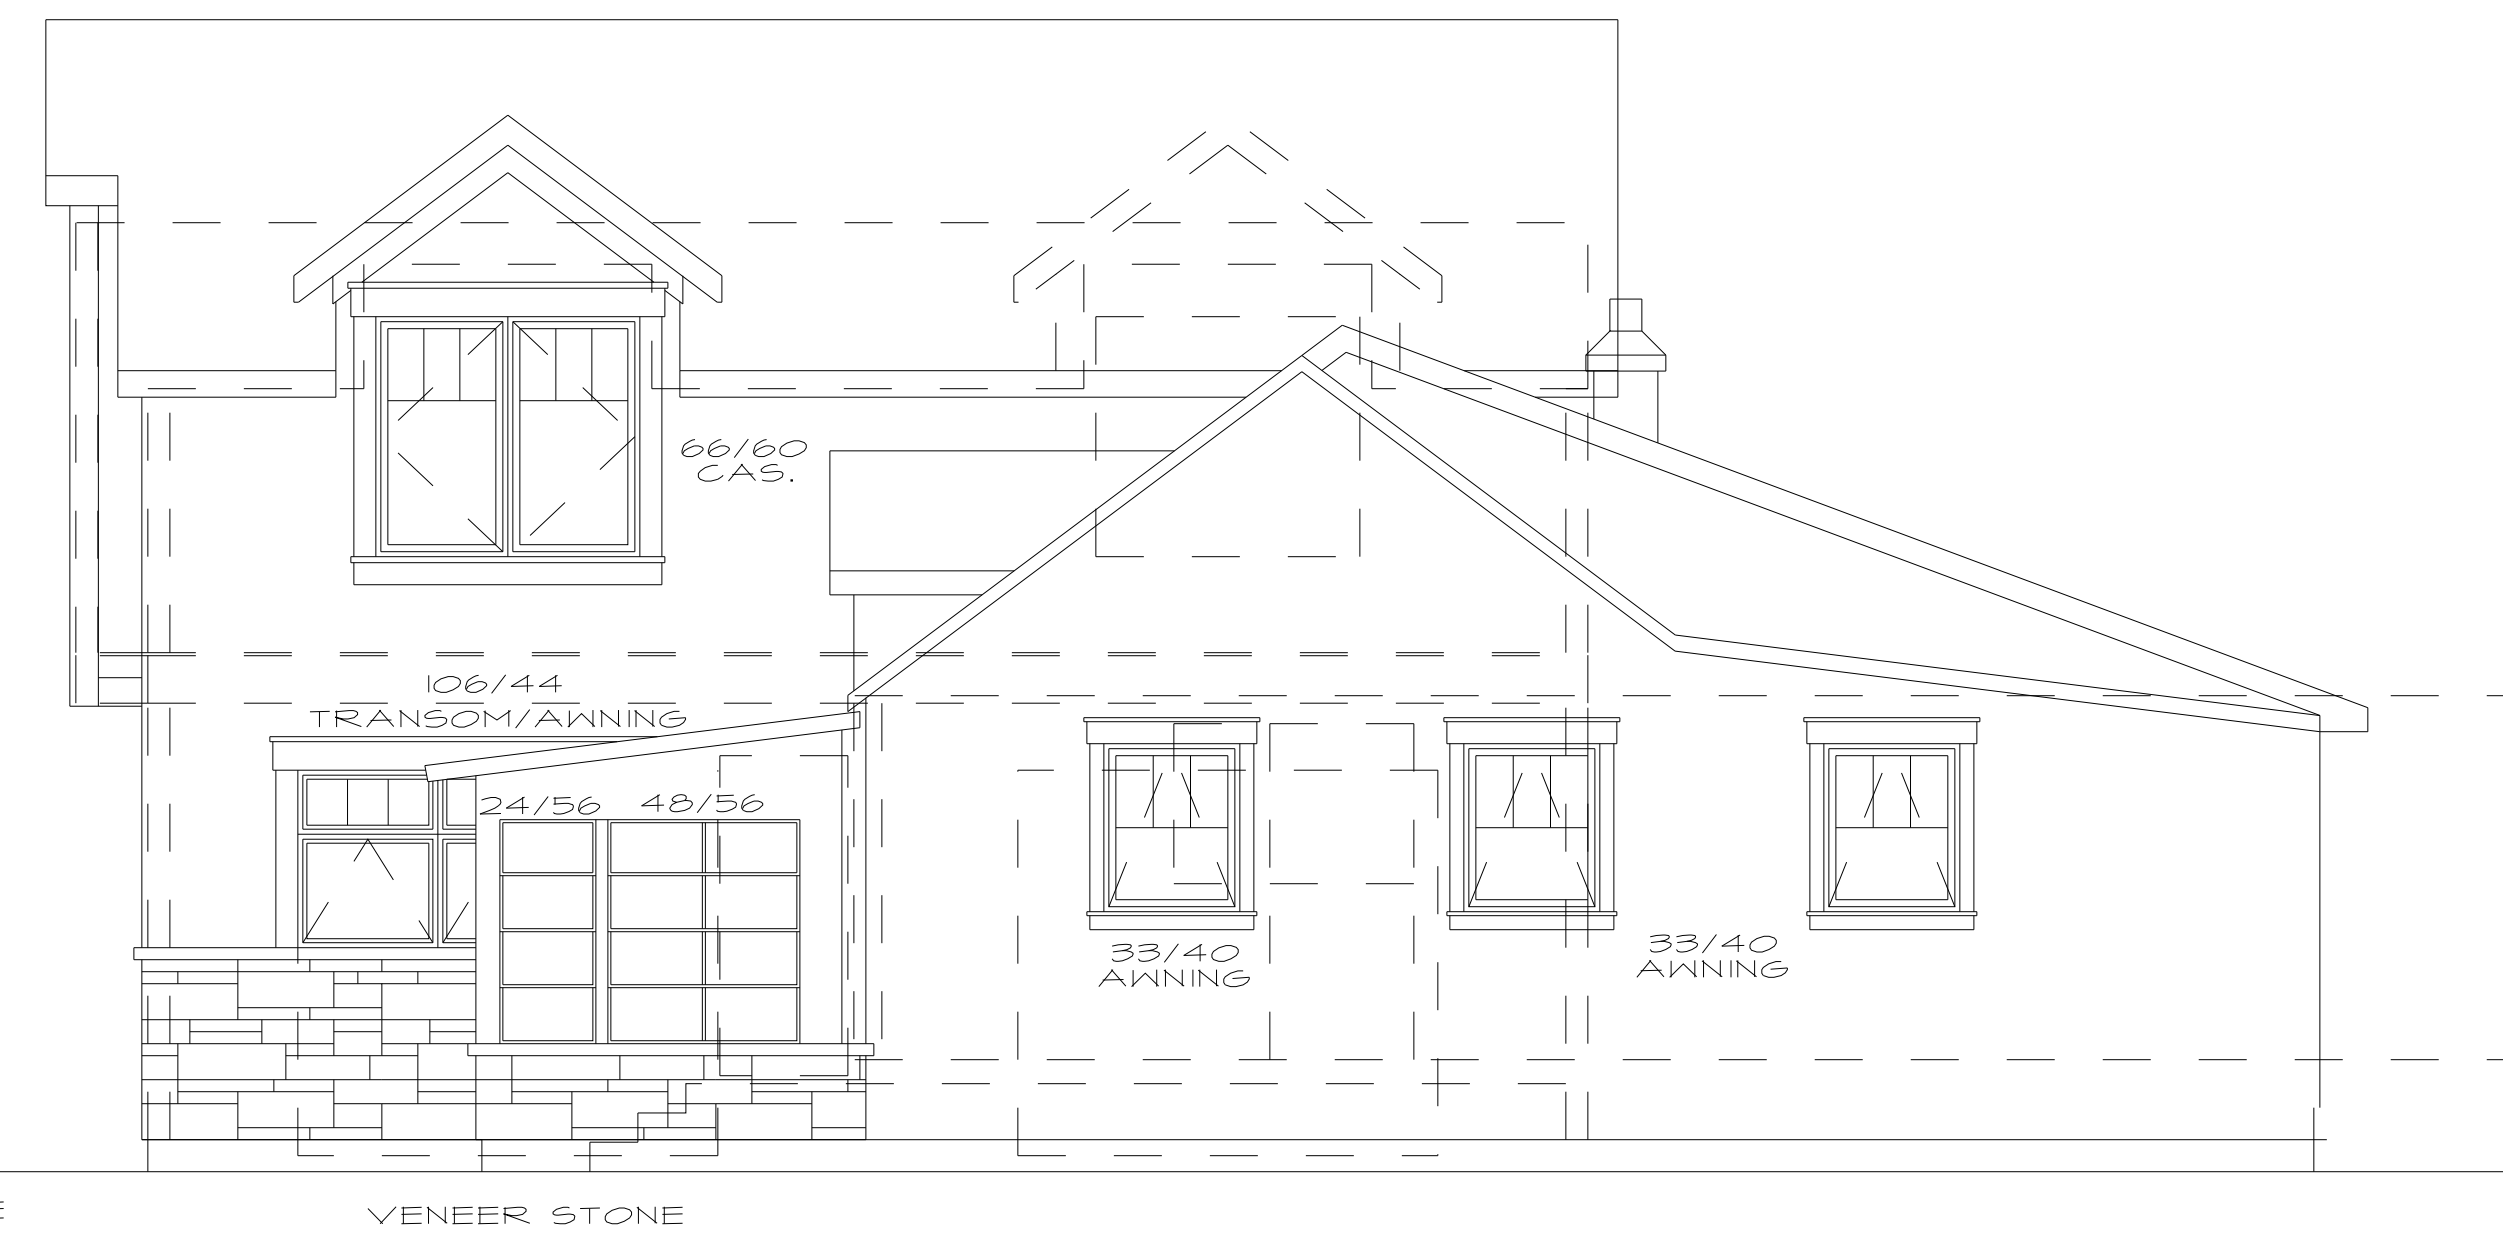 66/60
CAS.
106/44
TRANSOM/AWNING
24/56 48/56
33/40
AWNING
33/40
AWNING
VENEER STONE